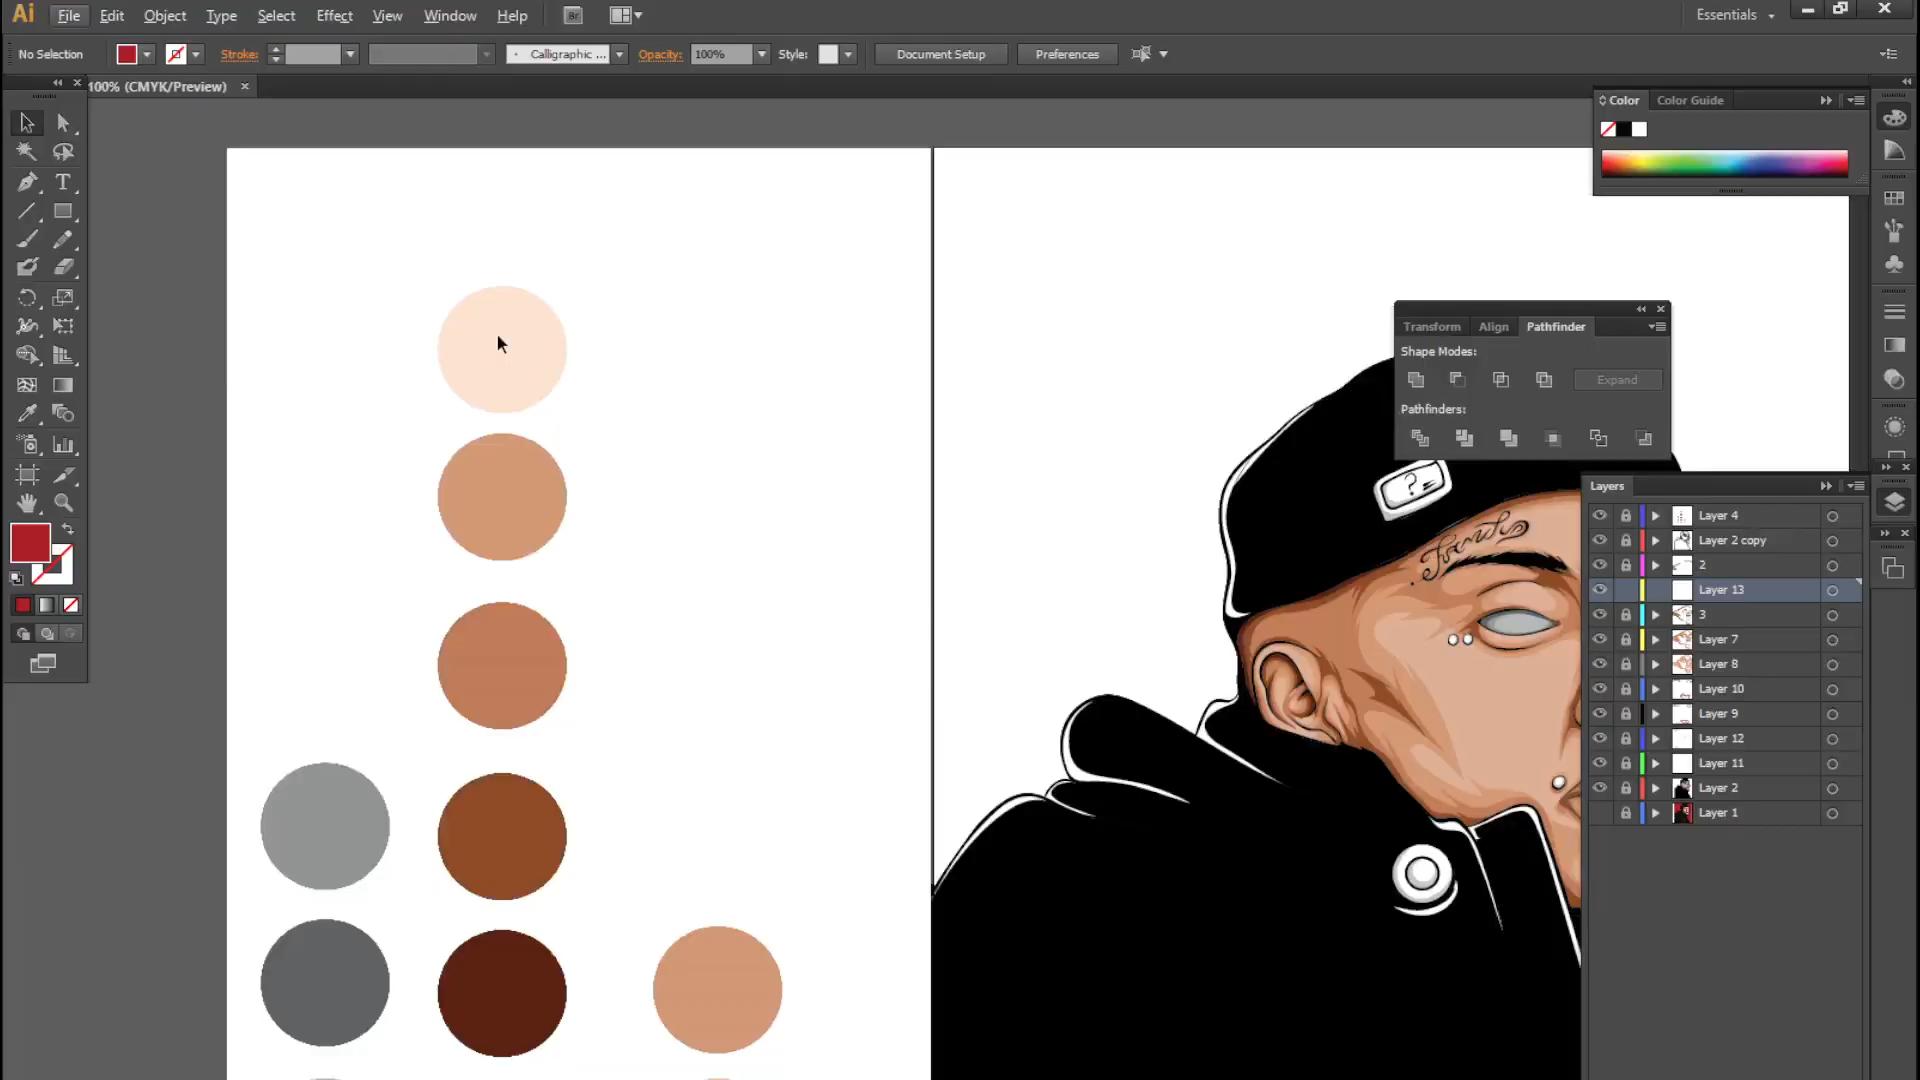 Ai File Edit Object Type Select Effect View Window Help Br Essentials
No Selection Stroke: Calligraphic ... Opacity: 100% Style: Document Setup Preferences
100% (CMYK/Preview)
Color Color Guide
Transform Align Pathfinder
Shape Modes:
Expand
Pathfinders:
?
Layers
Layer 4
Layer 2 copy
2
Layer 13
3
Layer 7
Layer 8
Layer 10
Layer 9
Layer 12
Layer 11
Layer 2
Layer 1